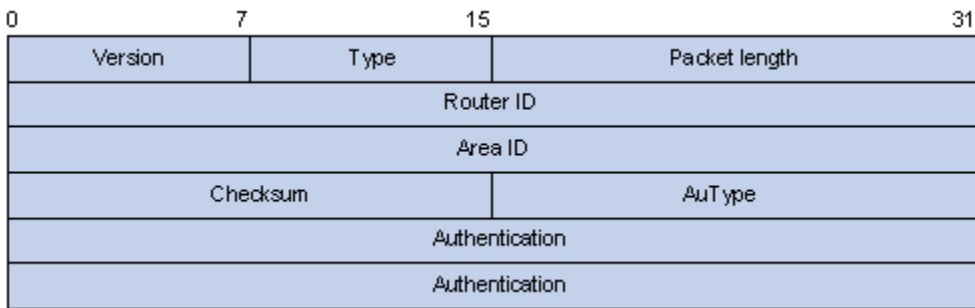 0 7 15 31
Version Type Packet length
Router ID
Area ID
Checksum AuType
Authentication
Authentication